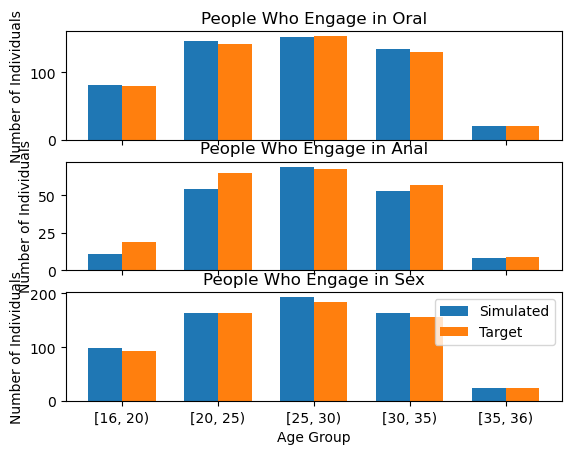 People Who Engage in Oral
Number of Individuals
100
0
People Who Engage in Anal
Number of Individuals
50
25
0
People Who Engage in Sex
Number of Individuals
200
100
0
Simulated
Target
[16, 20)
[20, 25)
[25, 30)
[30, 35)
[35, 36)
Age Group